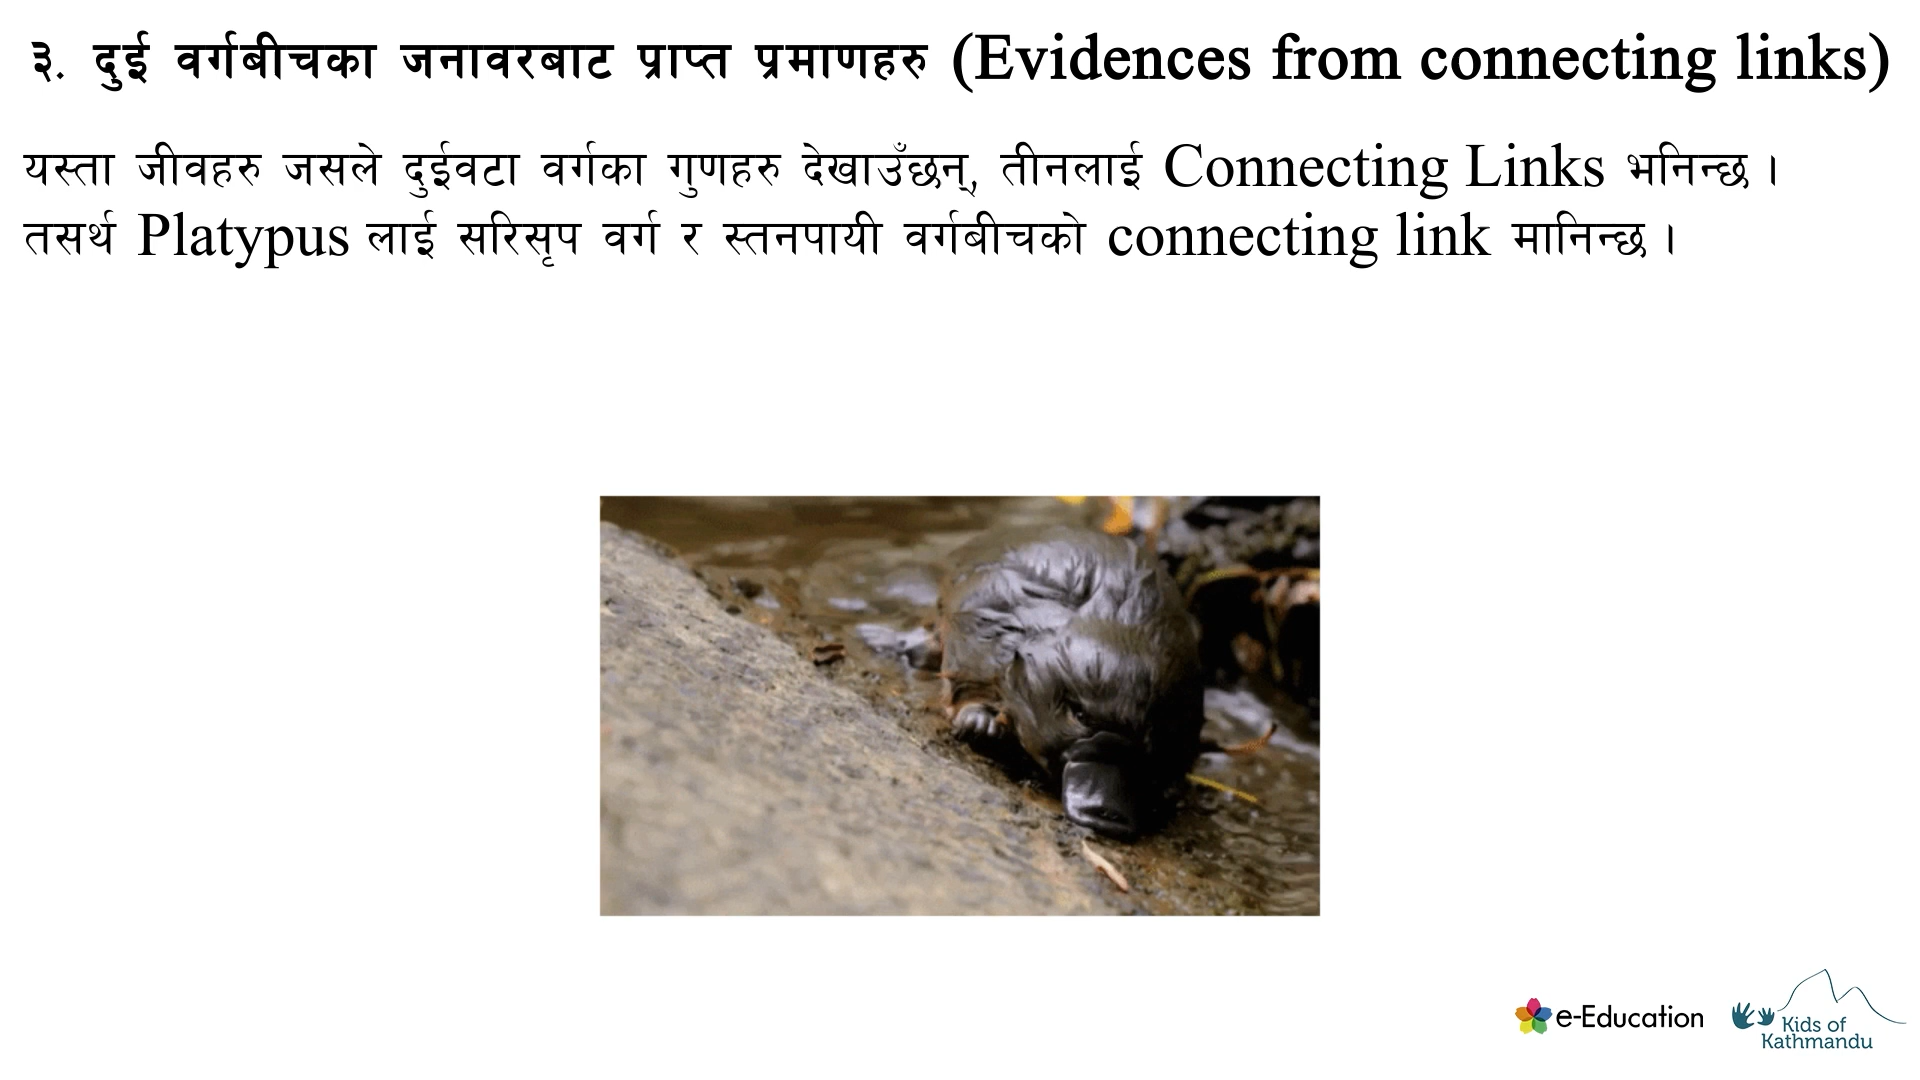 ३. दुई वर्गबीचका जनावरबाट प्राप्त प्रमाणहरु (Evidences from connecting links)
यस्ता जीवहरु जसले दुईवटा वर्गका गुणहरु देखाउँछन्, तीनलाई Connecting Links भनिन्छ ।
तसर्थ Platypus लाई सरिसृप वर्ग र स्तनपायी वर्गबीचको connecting link मानिन्छ ।
e-Education
Kids of
Kathmandu